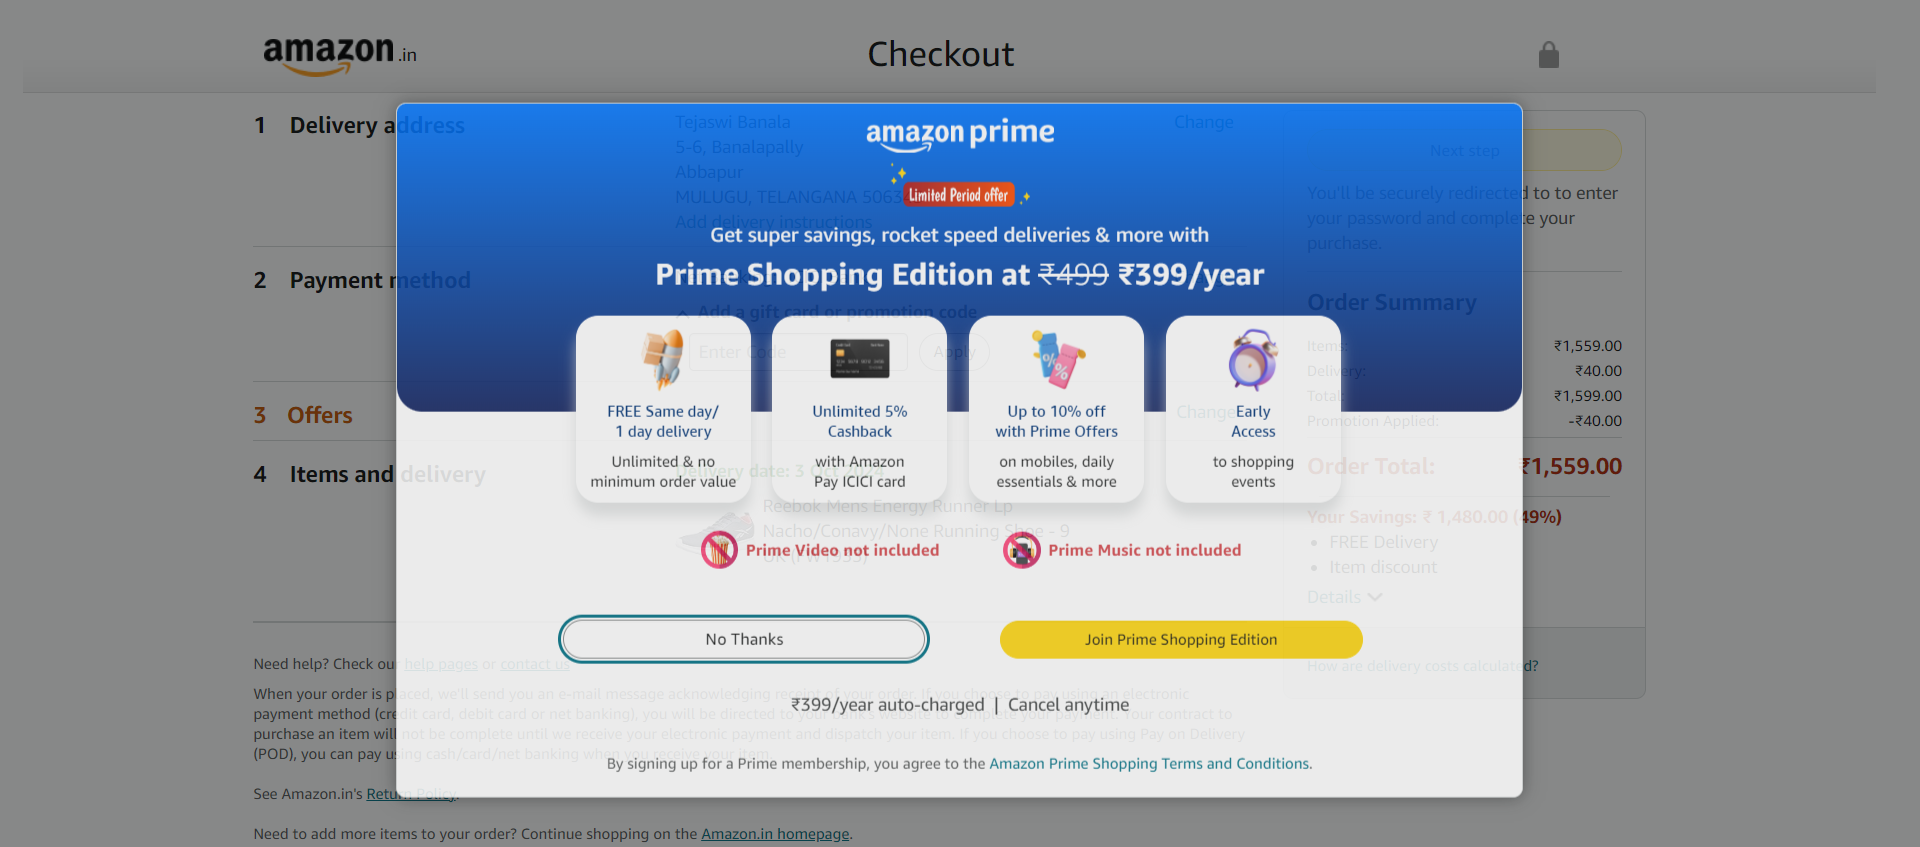 amazon.in
Checkout
1 Delivery address
Tejaswi Banala
5-6, Banalapally
Abbapur
MULUGU, TELANGANA 5063
Add delivery instructions
Change
2 Payment method
Add a gift card or promotion code
Enter Code
Apply
3 Offers
Change
4 Items and delivery
Delivery date: 3 Oct 2024
Reebok Mens Energy Runner Lp
Nacho/Conavy/None Running Shoe - 9
amazon prime
Limited Period offer
Get super savings, rocket speed deliveries & more with
Prime Shopping Edition at ₹499 ₹399/year
FREE Same day/
1 day delivery
Unlimited & no
minimum order value
Unlimited 5%
Cashback
with Amazon
Pay ICICI card
Up to 10% off
with Prime Offers
on mobiles, daily
essentials & more
Early
Access
to shopping
events
Prime Video not included
Prime Music not included
No Thanks
Join Prime Shopping Edition
₹399/year auto-charged | Cancel anytime
By signing up for a Prime membership, you agree to the Amazon Prime Shopping Terms and Conditions.
Next step
You'll be securely redirected to to enter
your password and complete your
purchase.
Order Summary
Items: ₹1,559.00
Delivery: ₹40.00
Total: ₹1,599.00
Promotion Applied: -₹40.00
Order Total: ₹1,559.00
Your Savings: ₹ 1,480.00 (49%)
FREE Delivery
Item discount
Details
How are delivery costs calculated?
Need help? Check our help pages or contact us
When your order is placed, we'll send you an e-mail message acknowledging receipt of your order. If you choose to pay using an electronic
payment method (credit card, debit card or net banking), you will be directed to your bank's website to complete your payment. Your contract to
purchase an item will not be complete until we receive your electronic payment and dispatch your item. If you choose to pay using Pay on Delivery
(POD), you can pay using cash/card/net banking when you receive your item.
See Amazon.in's Return Policy.
Need to add more items to your order? Continue shopping on the Amazon.in homepage.